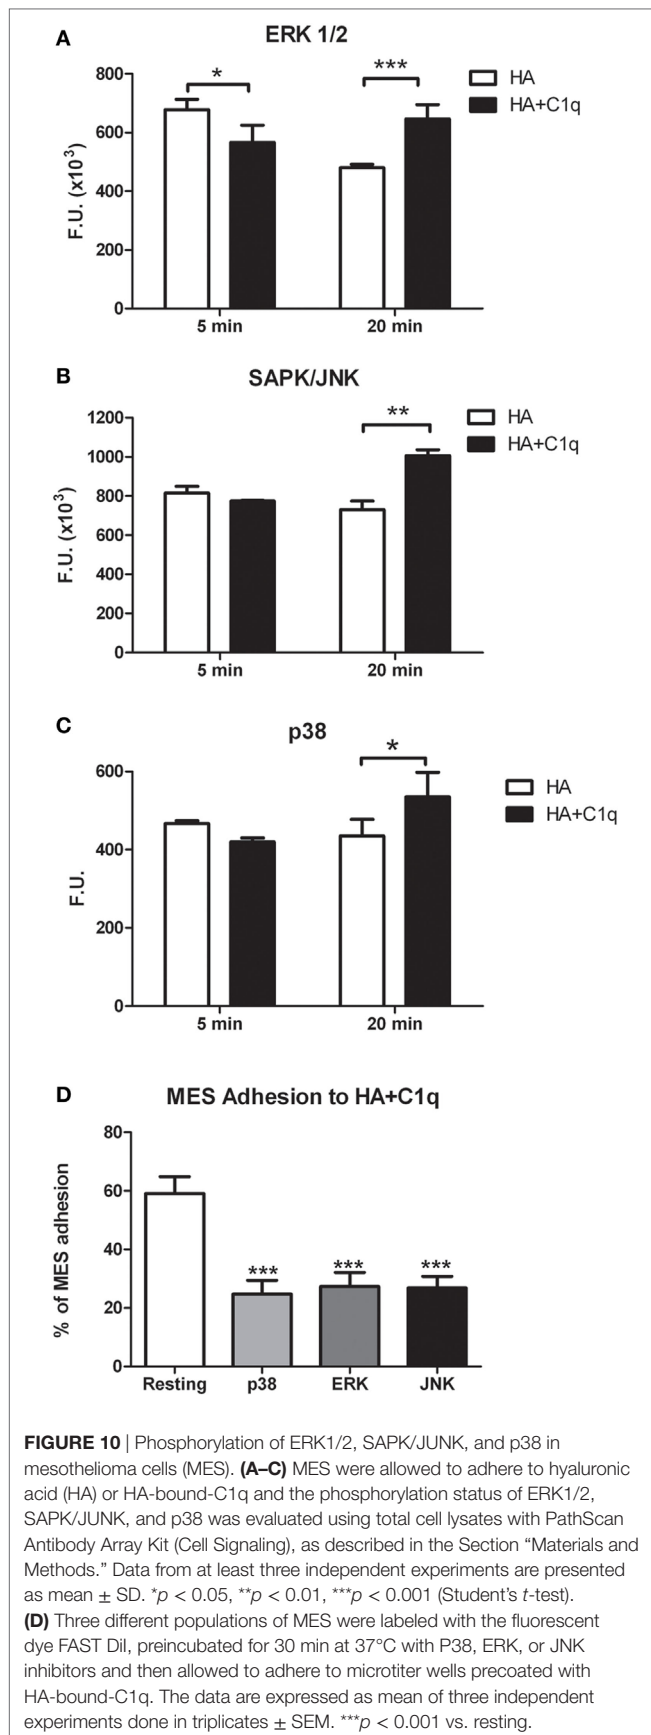 A
ERK 1/2
F.U. (x10³)
800
600
400
200
0
*
***
HA
HA+C1q
5 min
20 min
B
SAPK/JNK
F.U. (x10³)
1200
1000
800
600
400
200
0
**
HA
HA+C1q
5 min
20 min
C
p38
F.U.
600
400
200
0
*
HA
HA+C1q
5 min
20 min
D
MES Adhesion to HA+C1q
% of MES adhesion
80
60
40
20
0
***
***
***
Resting
p38
ERK
JNK
FIGURE 10 | Phosphorylation of ERK1/2, SAPK/JUNK, and p38 in
mesothelioma cells (MES). (A–C) MES were allowed to adhere to hyaluronic
acid (HA) or HA-bound-C1q and the phosphorylation status of ERK1/2,
SAPK/JUNK, and p38 was evaluated using total cell lysates with PathScan
Antibody Array Kit (Cell Signaling), as described in the Section “Materials and
Methods.” Data from at least three independent experiments are presented
as mean ± SD. *p < 0.05, **p < 0.01, ***p < 0.001 (Student’s t-test).
(D) Three different populations of MES were labeled with the fluorescent
dye FAST DiI, preincubated for 30 min at 37°C with P38, ERK, or JNK
inhibitors and then allowed to adhere to microtiter wells precoated with
HA-bound-C1q. The data are expressed as mean of three independent
experiments done in triplicates ± SEM. ***p < 0.001 vs. resting.